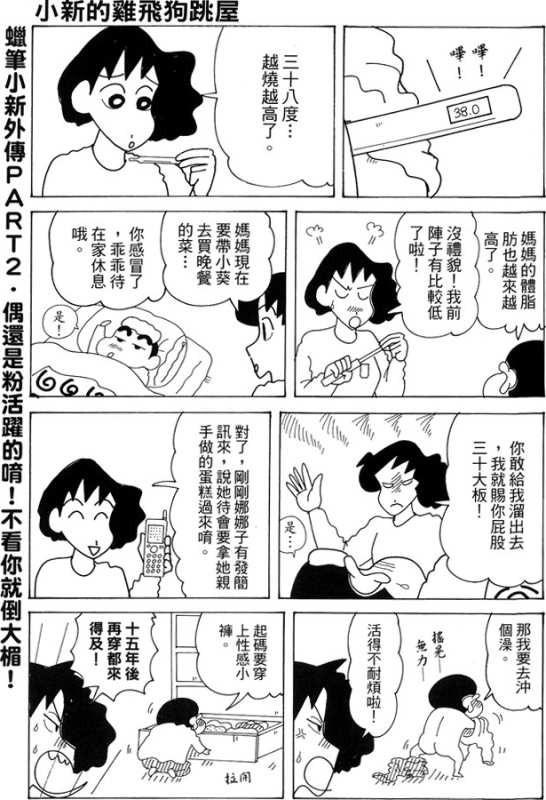 小新的雞飛狗跳屋
蠟筆小新外傳PART2．偶還是粉活躍的唷！不看你就倒大楣！
嗶！
嗶！
38.0
三十八度…
越燒越高了。
媽媽的體脂
肪也越來越
高了。
沒禮貌！我前
陣子有比較低
了啦！
媽媽現在
要帶小葵
去買晚餐
的菜…
你感冒了
，乖乖待
在家休息
哦。
是！
你敢給我溜出去
，我就賜你屁股
三十大板！
是…
對了，剛剛娜娜子有發簡
訊來，說她待會要拿她親
手做的蛋糕過來唷。
那我要去沖
個澡。
搖晃
無力
活得不耐煩啦！
起碼要穿
上性感小
褲。
拉開
十五年後
再穿都來
得及！